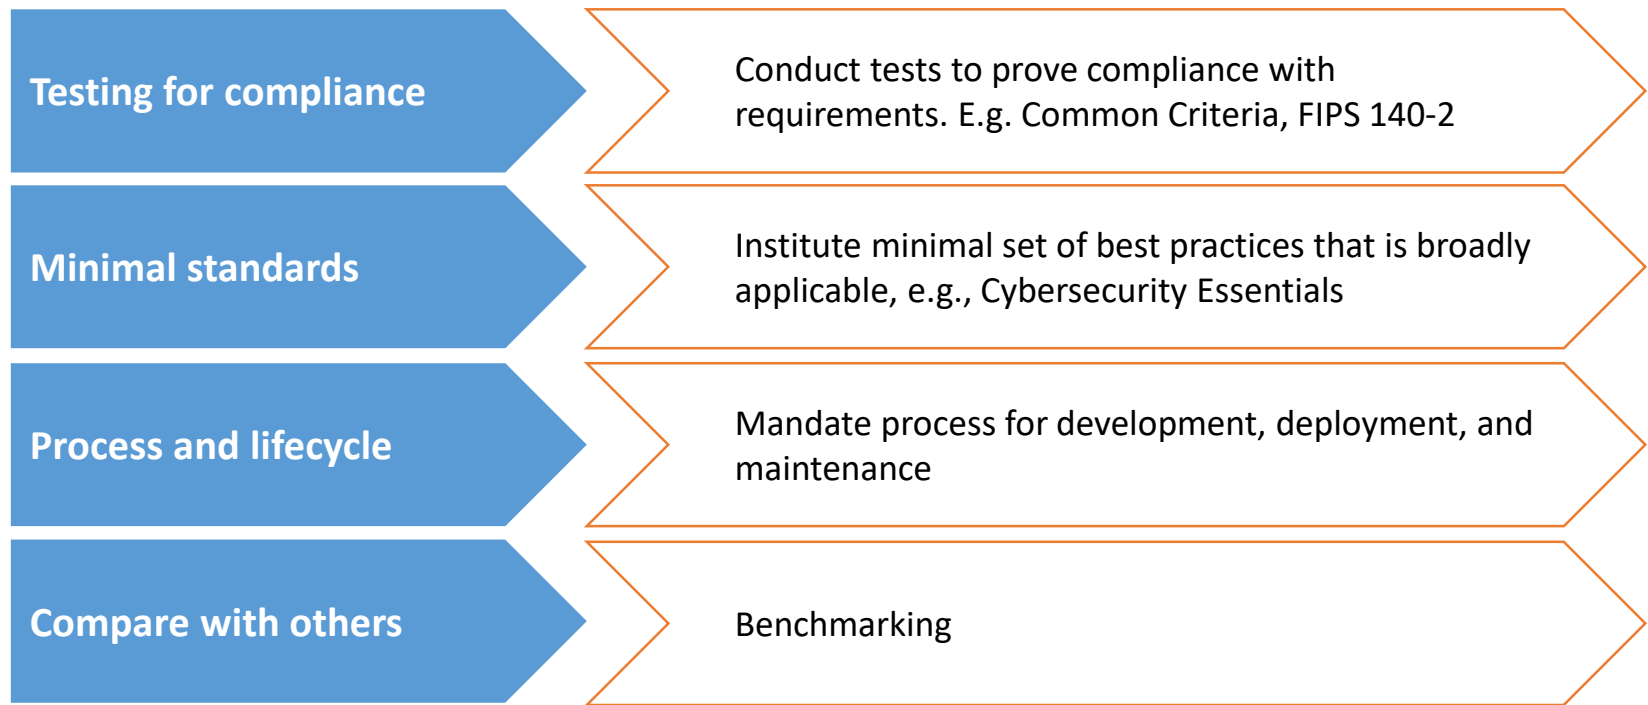 Testing for compliance
Conduct tests to prove compliance with
requirements. E.g. Common Criteria, FIPS 140-2
Minimal standards
Institute minimal set of best practices that is broadly
applicable, e.g., Cybersecurity Essentials
Process and lifecycle
Mandate process for development, deployment, and
maintenance
Compare with others
Benchmarking